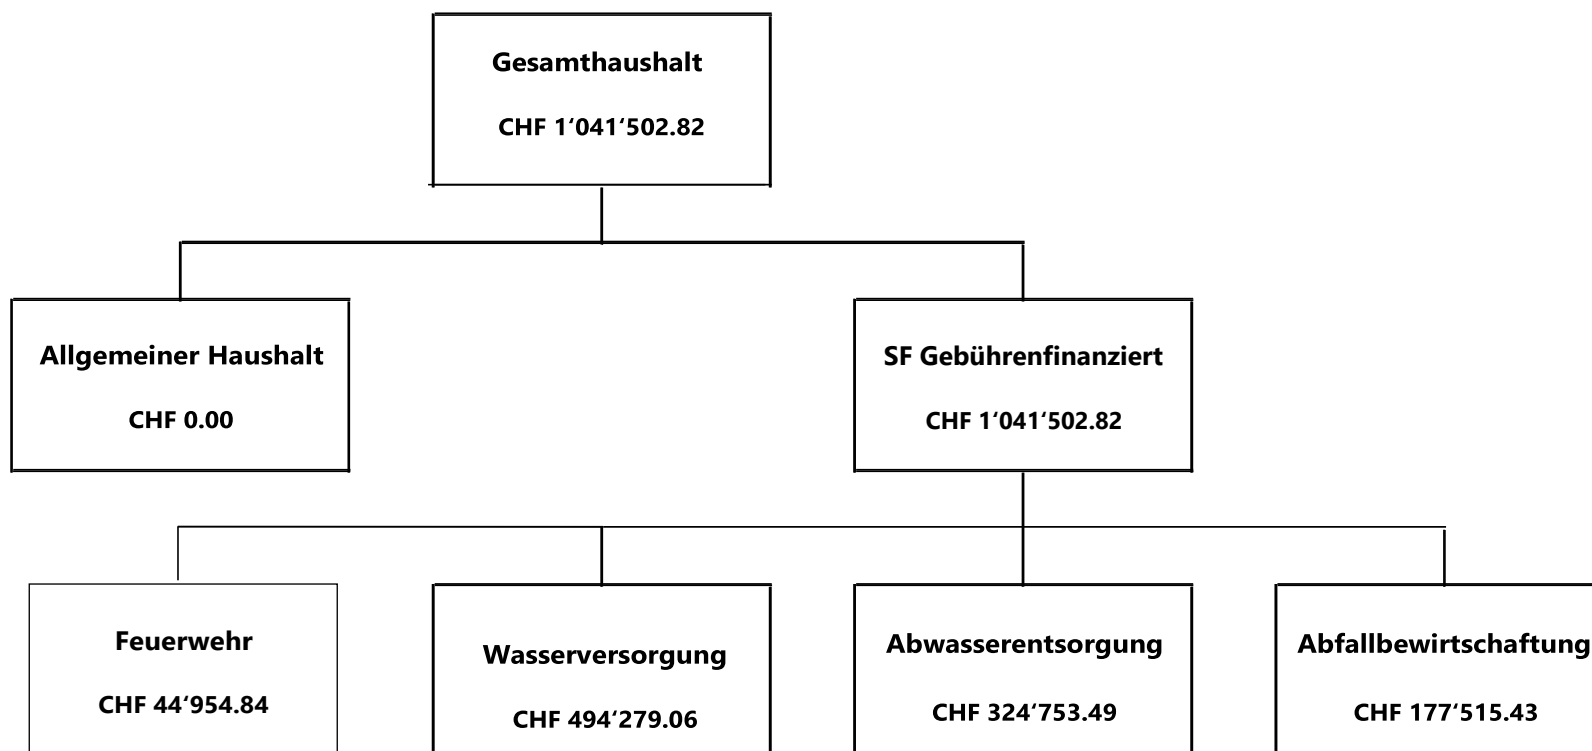 Gesamthaushalt
CHF 1‘041‘502.82
Allgemeiner Haushalt
CHF 0.00
SF Gebührenfinanziert
CHF 1‘041‘502.82
Feuerwehr
CHF 44‘954.84
Wasserversorgung
CHF 494‘279.06
Abwasserentsorgung
CHF 324‘753.49
Abfallbewirtschaftung
CHF 177‘515.43